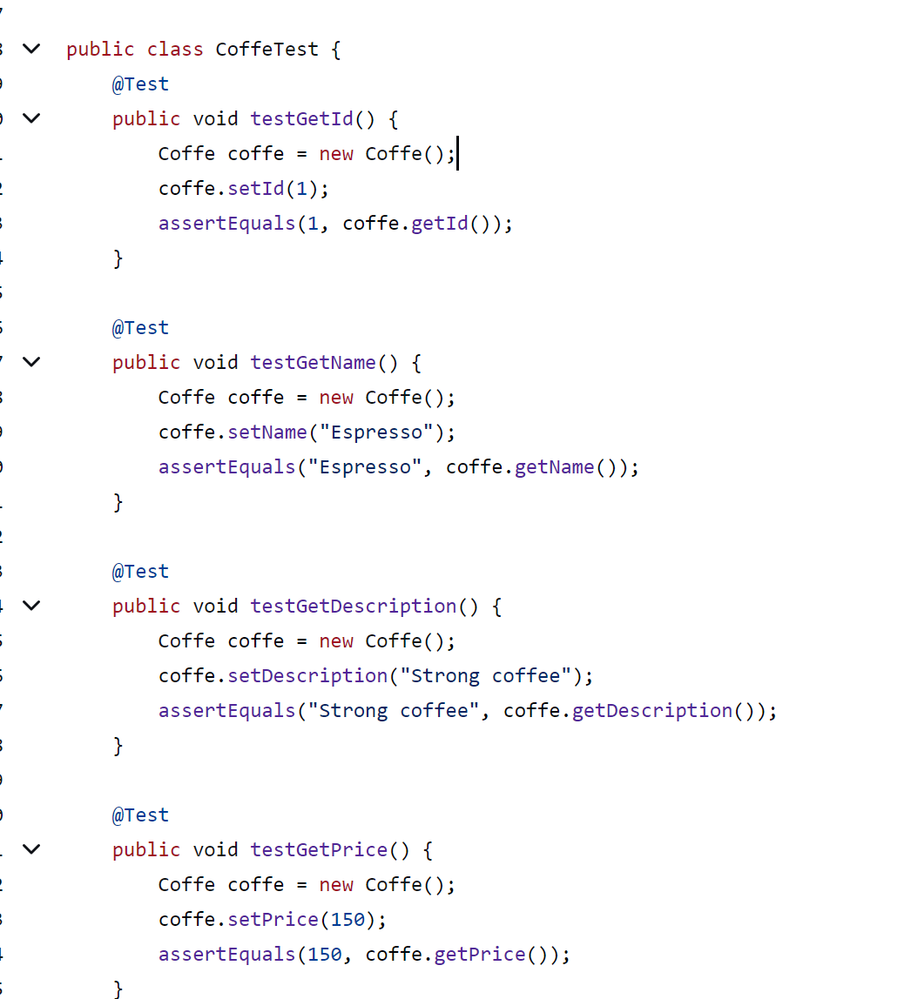 public class CoffeTest {
@Test
public void testGetId() {
Coffe coffe = new Coffe();
coffe.setId(1);
assertEquals(1, coffe.getId());
}
@Test
public void testGetName() {
Coffe coffe = new Coffe();
coffe.setName("Espresso");
assertEquals("Espresso", coffe.getName());
}
@Test
public void testGetDescription() {
Coffe coffe = new Coffe();
coffe.setDescription("Strong coffee");
assertEquals("Strong coffee", coffe.getDescription());
}
@Test
public void testGetPrice() {
Coffe coffe = new Coffe();
coffe.setPrice(150);
assertEquals(150, coffe.getPrice());
}